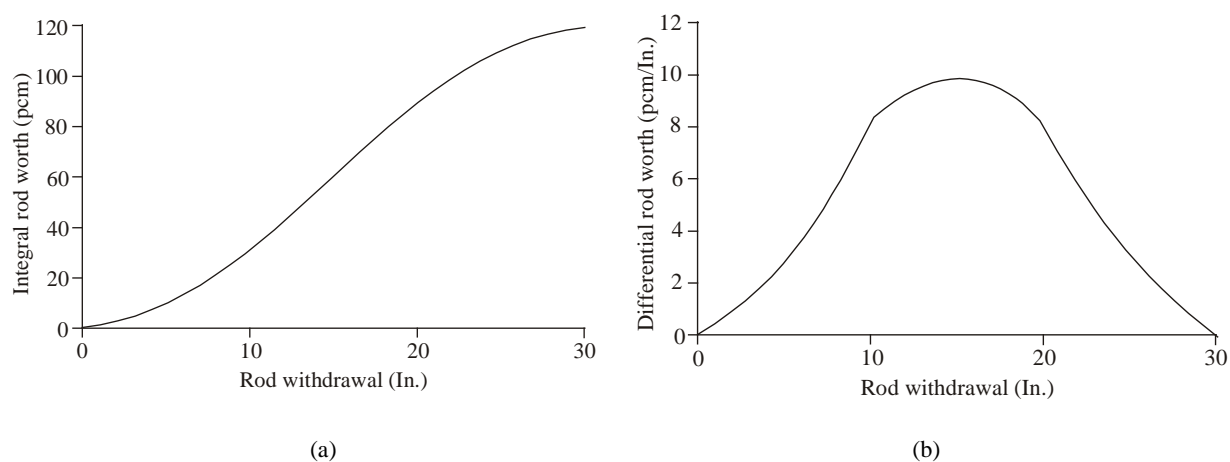 120
100
80
60
40
20
0
Integral rod worth (pcm)
0 10 20 30
Rod withdrawal (In.)
(a)
12
10
8
6
4
2
0
Differential rod worth (pcm/In.)
0 10 20 30
Rod withdrawal (In.)
(b)